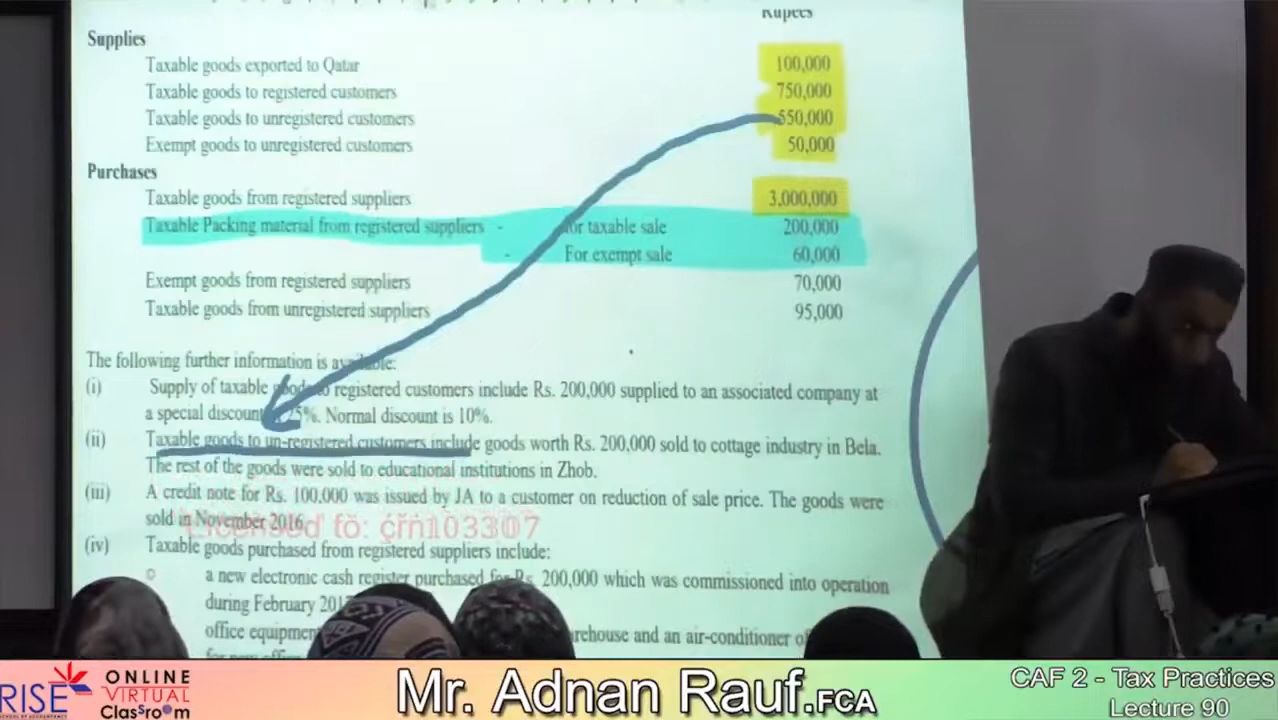 Rupees
Supplies
Taxable goods exported to Qatar 100,000
Taxable goods to registered customers 750,000
Taxable goods to unregistered customers 550,000
Exempt goods to unregistered customers 50,000
Purchases
Taxable goods from registered suppliers 3,000,000
Taxable Packing material from registered suppliers - for taxable sale 200,000
- For exempt sale 60,000
Exempt goods from registered suppliers 70,000
Taxable goods from unregistered suppliers 95,000
The following further information is available:
(i) Supply of taxable goods to registered customers include Rs. 200,000 supplied to an associated company at
a special discount 25%. Normal discount is 10%.
(ii) Taxable goods to un-registered customers include goods worth Rs. 200,000 sold to cottage industry in Bela.
The rest of the goods were sold to educational institutions in Zhob.
(iii) A credit note for Rs. 100,000 was issued by JA to a customer on reduction of sale price. The goods were
sold in November 2016.
Licensed to: crn103307
(iv) Taxable goods purchased from registered suppliers include:
a new electronic cash register purchased for Rs. 200,000 which was commissioned into operation
during February 201
office equipmen rehouse and an air-conditioner
RISE
SCHOOL OF ACCOUNTANCY
ONLINE
VIRTUAL
Classroom
Mr. Adnan Rauf.FCA
CAF 2 - Tax Practices
Lecture 90